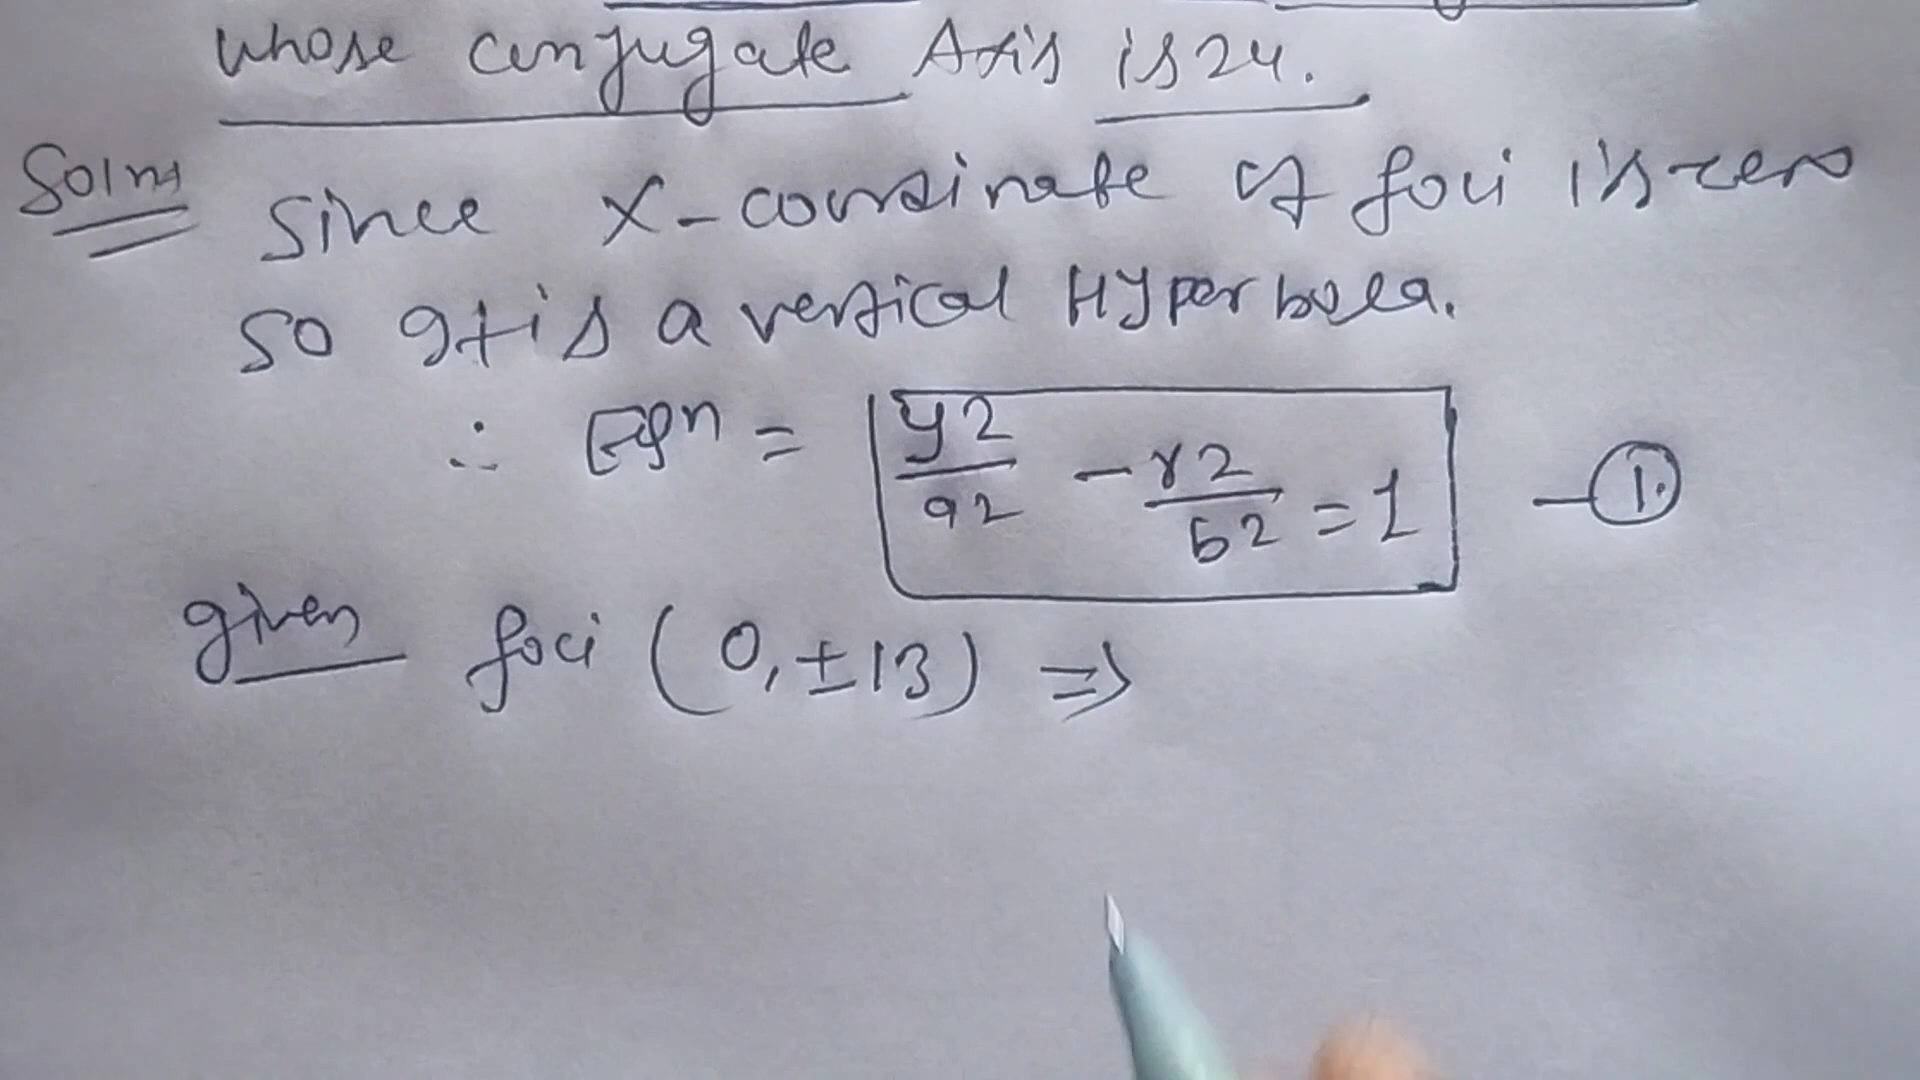 whose conjugate Axis is 24.
Soln
Since x-coordinate of foci is zero
so It is a vertical Hyperbola.
∴ Eqn = y2/a2 - x2/b2 = 1 - ①
given foci (0, ±13) ⇒